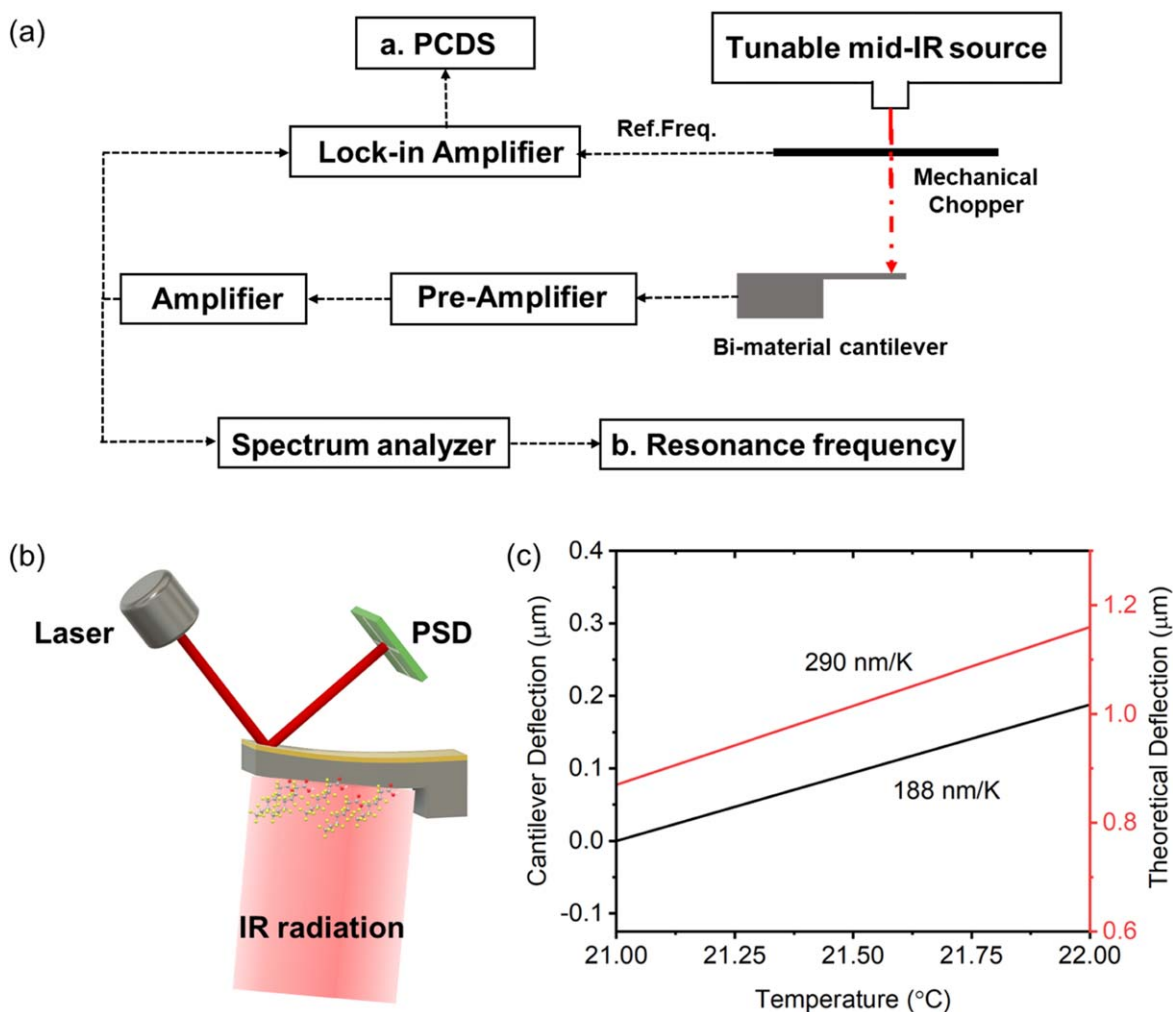 (a)
a. PCDS
Tunable mid-IR source
Lock-in Amplifier
Ref.Freq.
Mechanical
Chopper
Amplifier
Pre-Amplifier
Bi-material cantilever
Spectrum analyzer
b. Resonance frequency
(b)
Laser
PSD
IR radiation
(c)
Cantilever Deflection (μm)
0.4
0.3
0.2
0.1
0.0
-0.1
290 nm/K
188 nm/K
1.2
1.0
0.8
0.6
Theoretical Deflection (μm)
21.00 21.25 21.50 21.75 22.00
Temperature (°C)